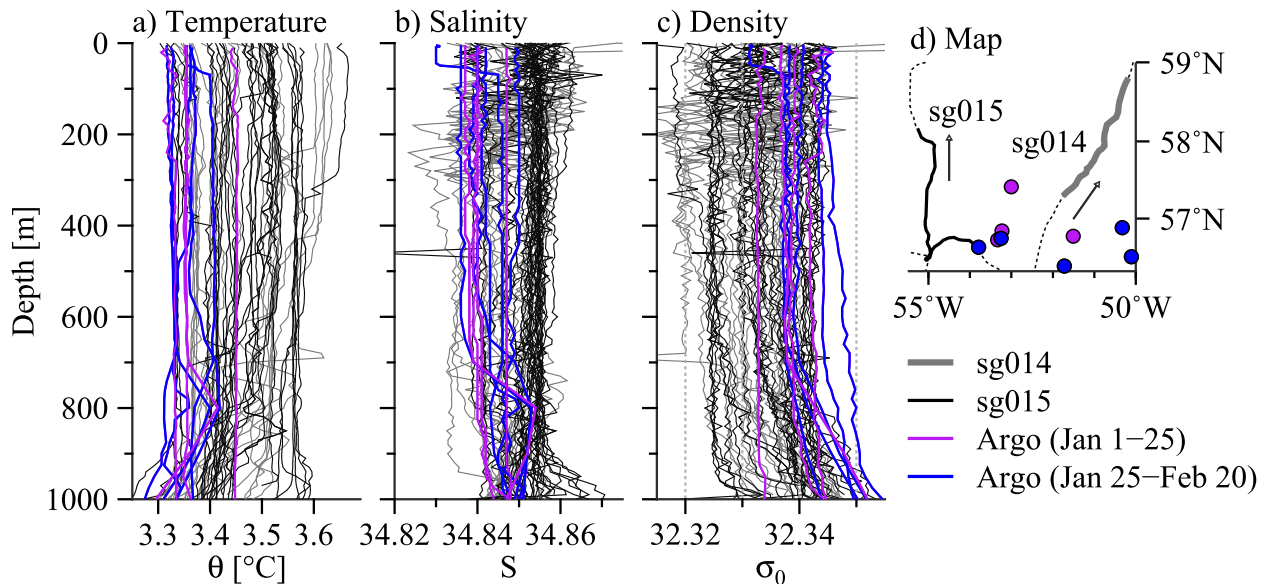 a) Temperature
b) Salinity
c) Density
d) Map
0
200
400
600
800
1000
Depth [m]
3.3 3.4 3.5 3.6
θ [°C]
34.82 34.84 34.86
S
32.32 32.34
σ0
59°N
58°N
57°N
55°W 50°W
sg015
sg014
sg014
sg015
Argo (Jan 1−25)
Argo (Jan 25−Feb 20)